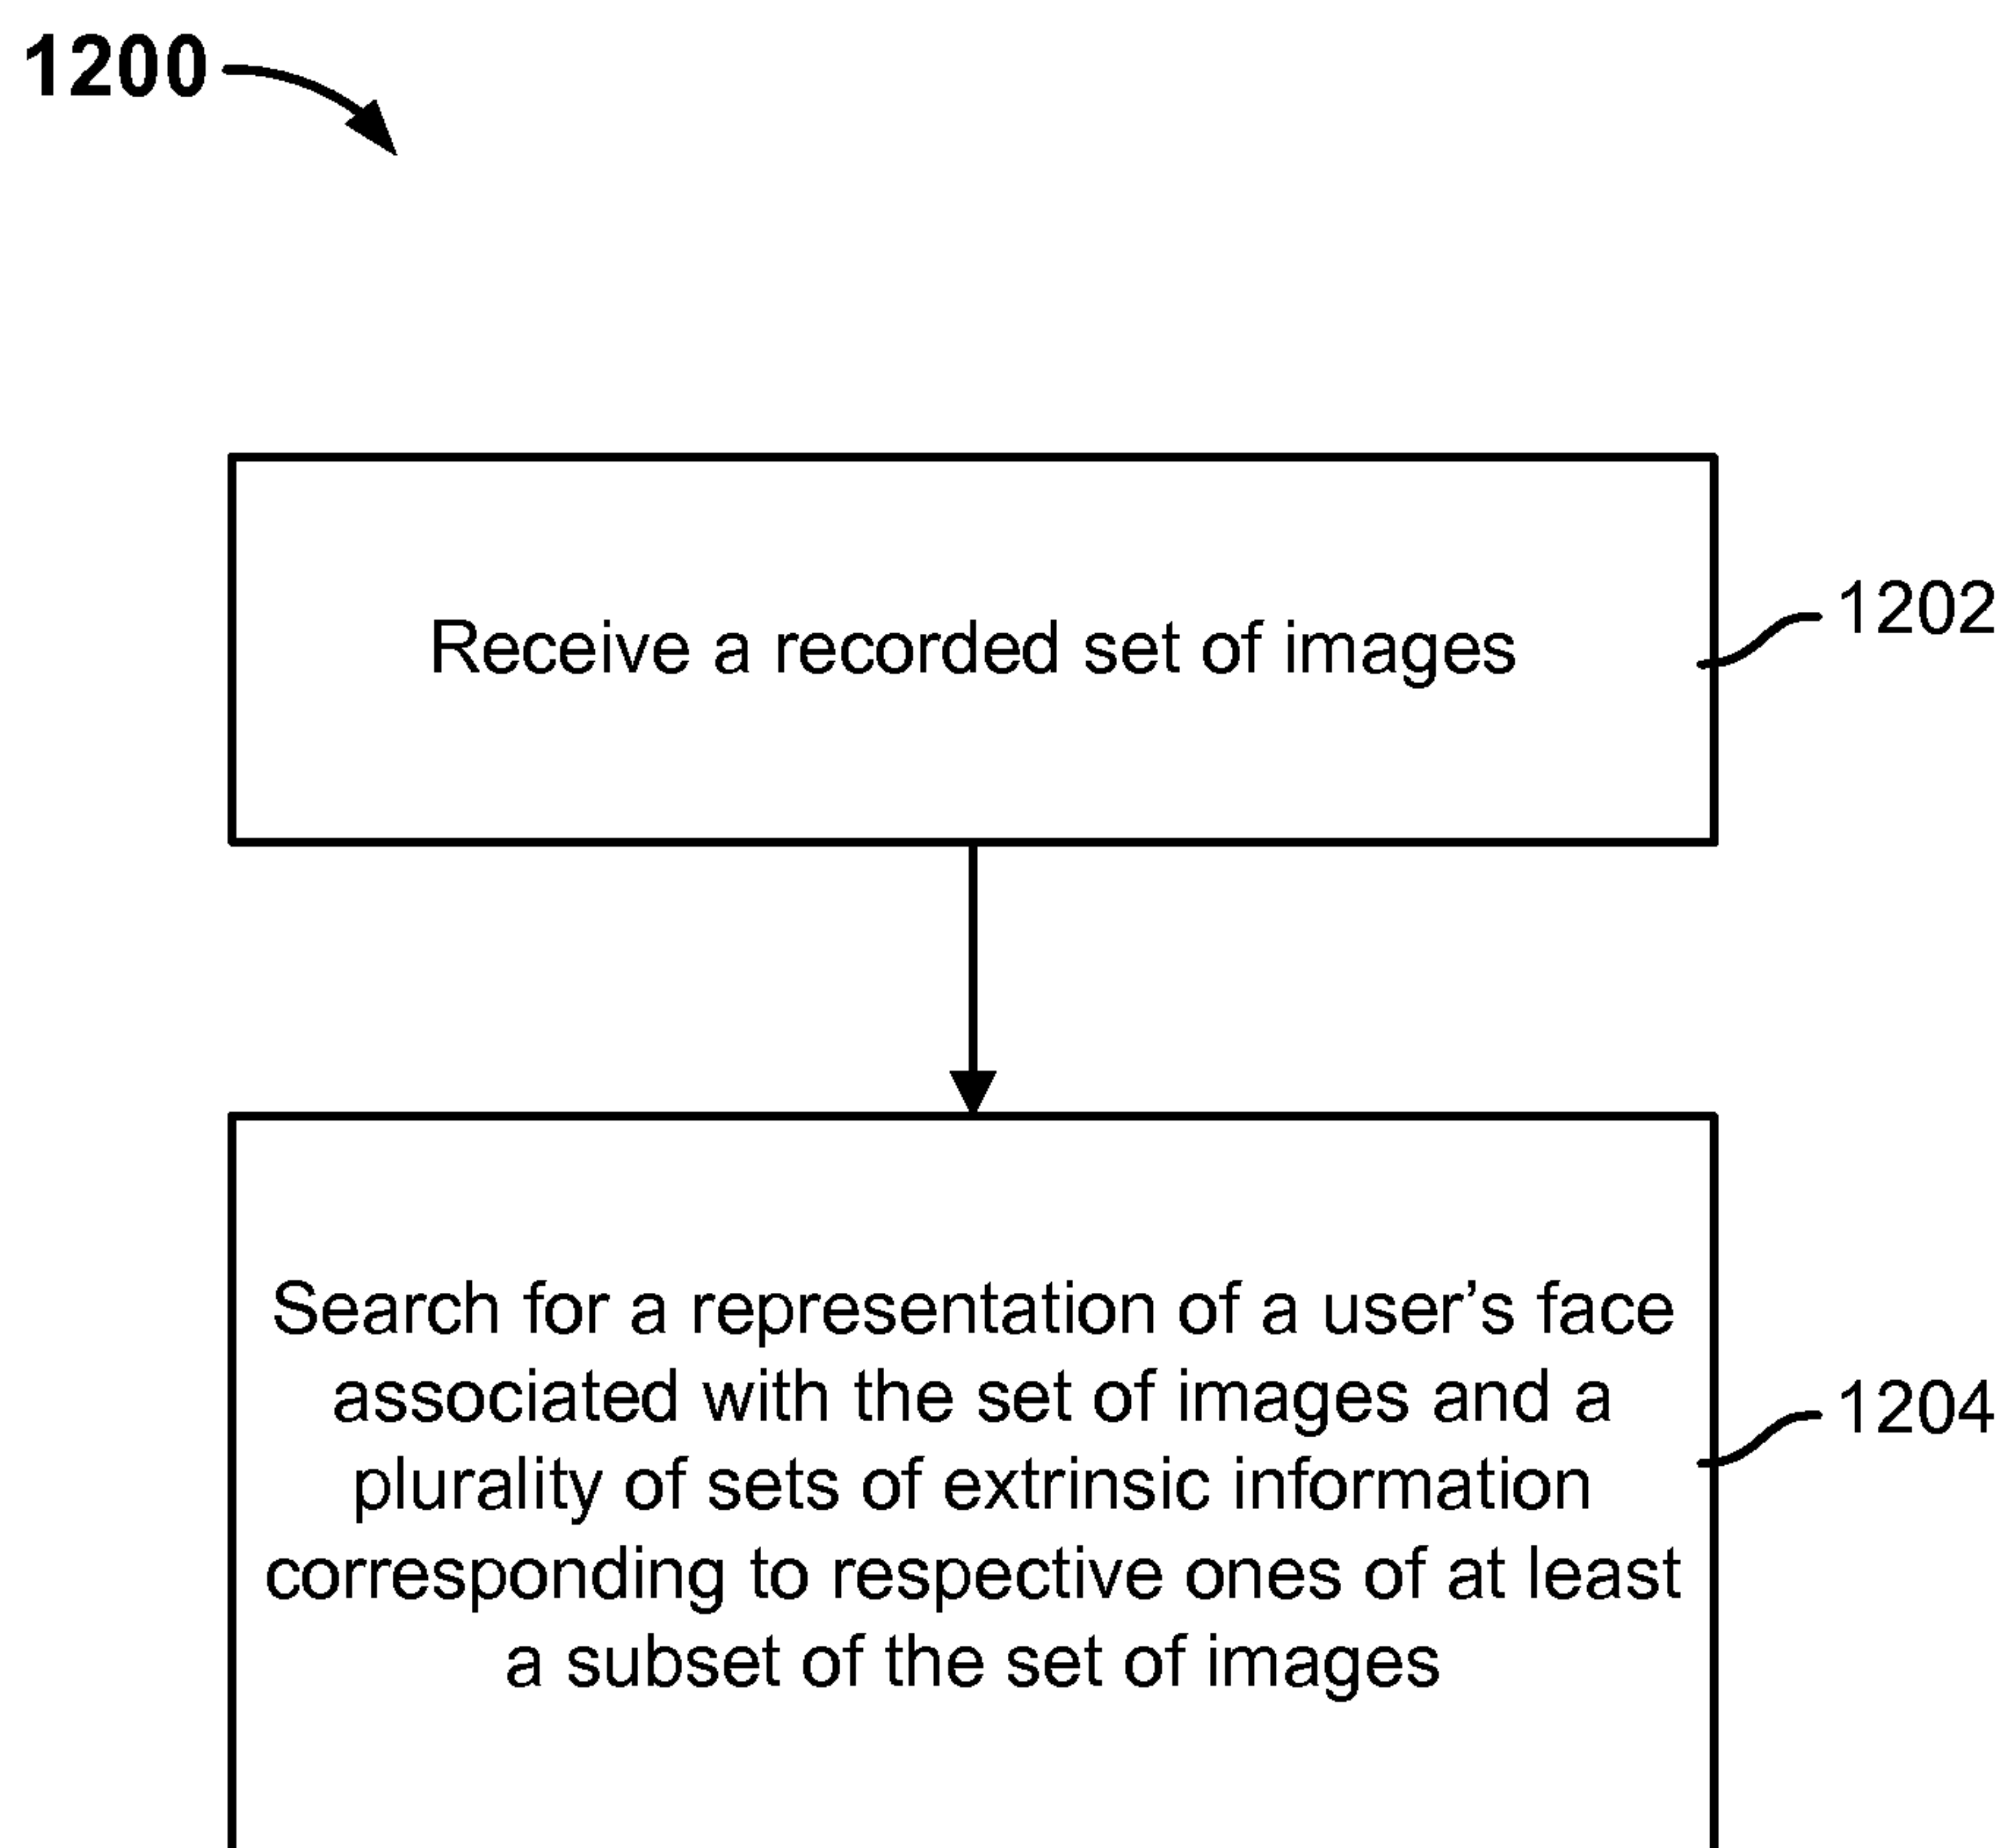 1200
Receive a recorded set of images
1202
Search for a representation of a user’s face
associated with the set of images and a
plurality of sets of extrinsic information
corresponding to respective ones of at least
a subset of the set of images
1204